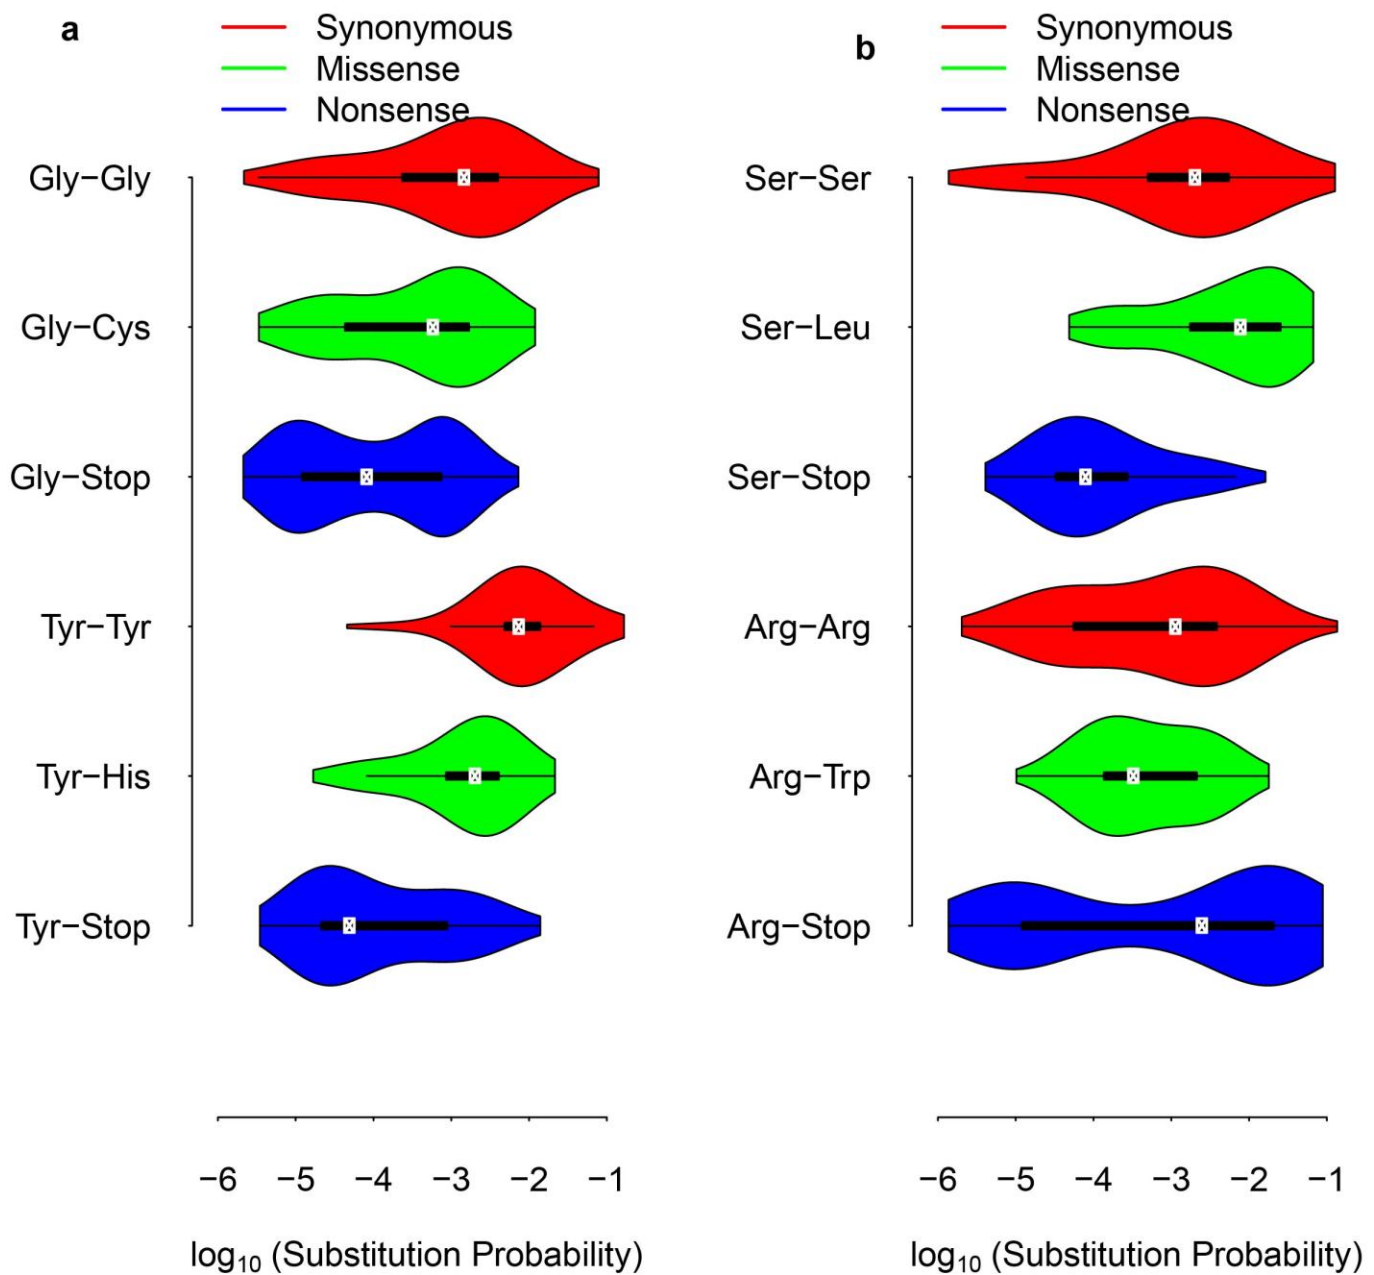 a
Synonymous
Missense
Nonsense
Gly−Gly
Gly−Cys
Gly−Stop
Tyr−Tyr
Tyr−His
Tyr−Stop
−6 −5 −4 −3 −2 −1
log₁₀ (Substitution Probability)
b
Synonymous
Missense
Nonsense
Ser−Ser
Ser−Leu
Ser−Stop
Arg−Arg
Arg−Trp
Arg−Stop
−6 −5 −4 −3 −2 −1
log₁₀ (Substitution Probability)